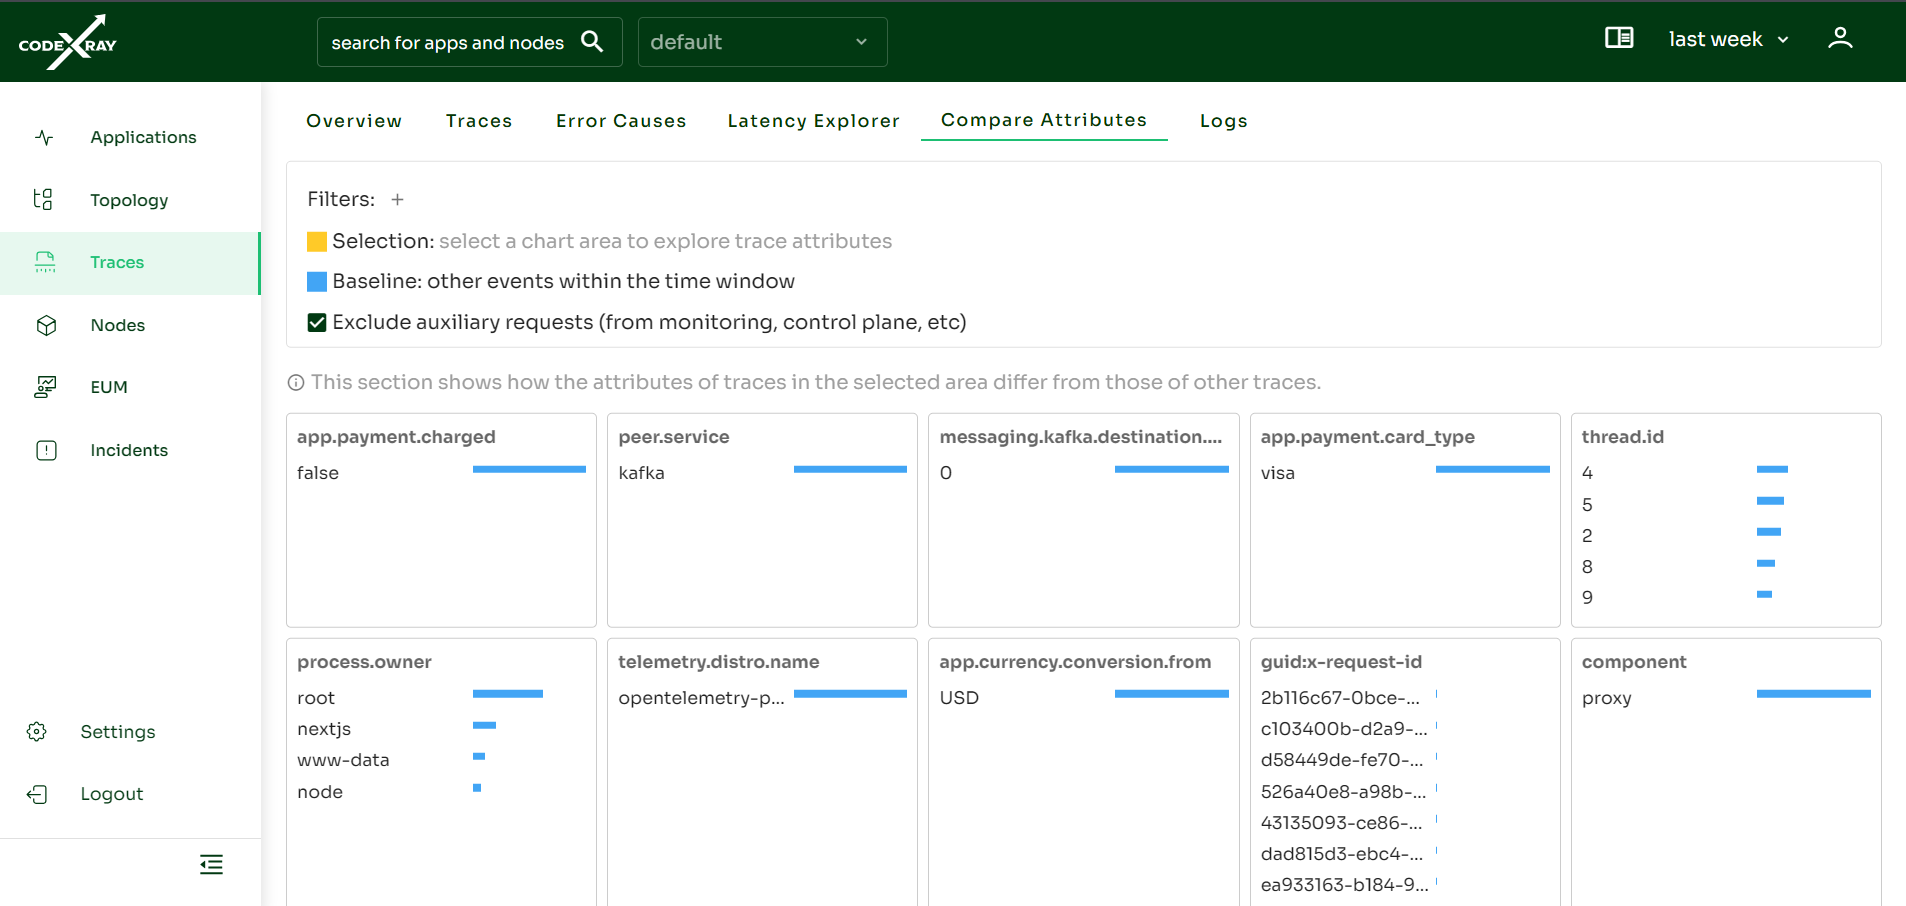 CODEXRAY
search for apps and nodes
default
last week
Applications
Topology
Traces
Nodes
EUM
Incidents
Settings
Logout
Overview
Traces
Error Causes
Latency Explorer
Compare Attributes
Logs
Filters: +
Selection: select a chart area to explore trace attributes
Baseline: other events within the time window
Exclude auxiliary requests (from monitoring, control plane, etc)
This section shows how the attributes of traces in the selected area differ from those of other traces.
app.payment.charged
false
peer.service
kafka
messaging.kafka.destination....
0
app.payment.card_type
visa
thread.id
4
5
2
8
9
process.owner
root
nextjs
www-data
node
telemetry.distro.name
opentelemetry-p...
app.currency.conversion.from
USD
guid:x-request-id
2b116c67-0bce-...
c103400b-d2a9-...
d58449de-fe70-...
526a40e8-a98b-...
43135093-ce86-...
dad815d3-ebc4-...
ea933163-b184-9...
component
proxy